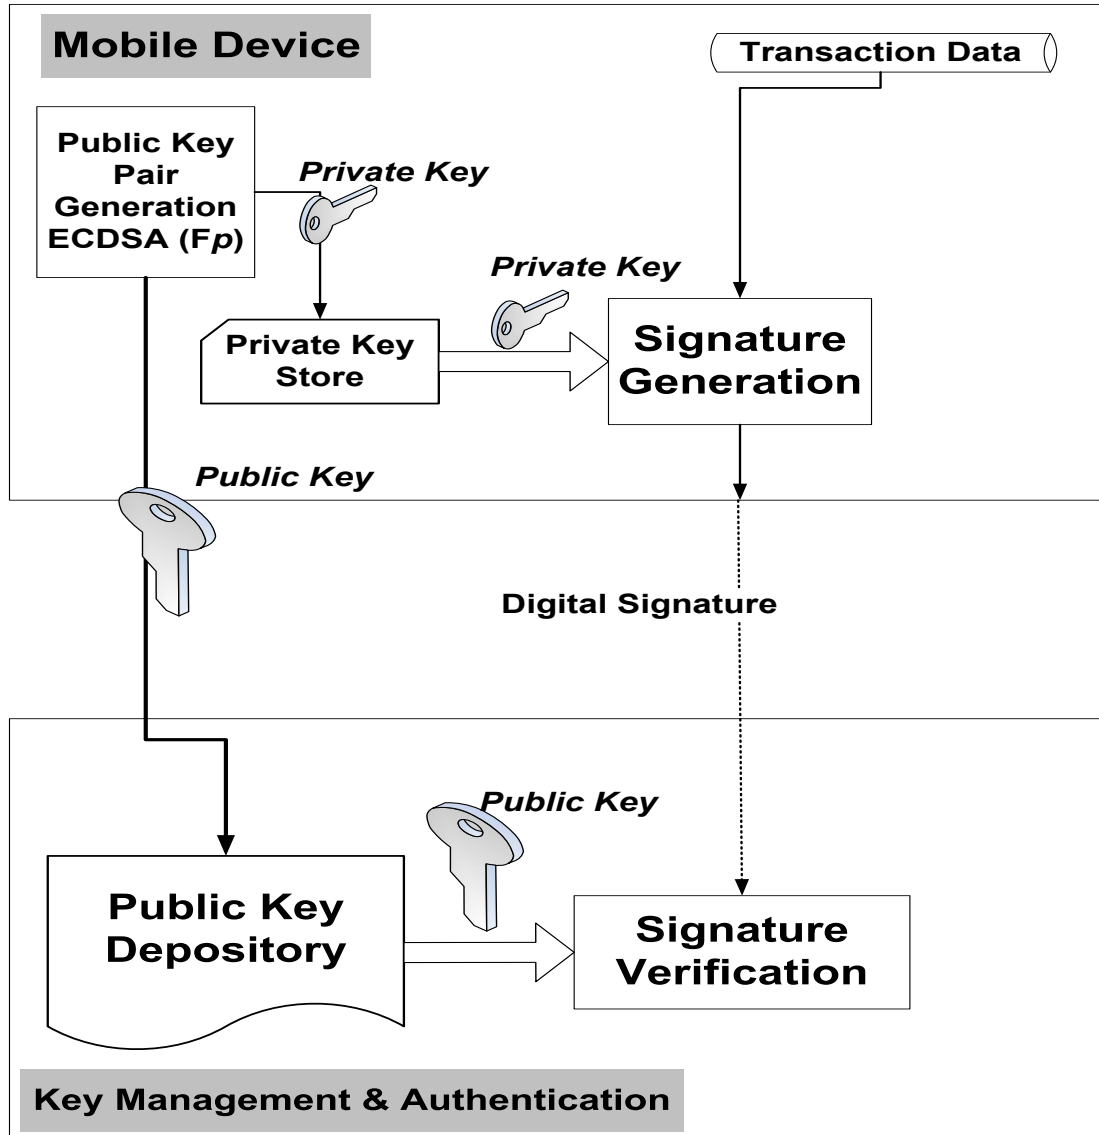 Mobile Device
Transaction Data
Public Key
Pair
Generation
ECDSA (Fp)
Private Key
Private Key
Private Key
Store
Signature
Generation
Public Key
Digital Signature
Public Key
Public Key
Depository
Signature
Verification
Key Management & Authentication